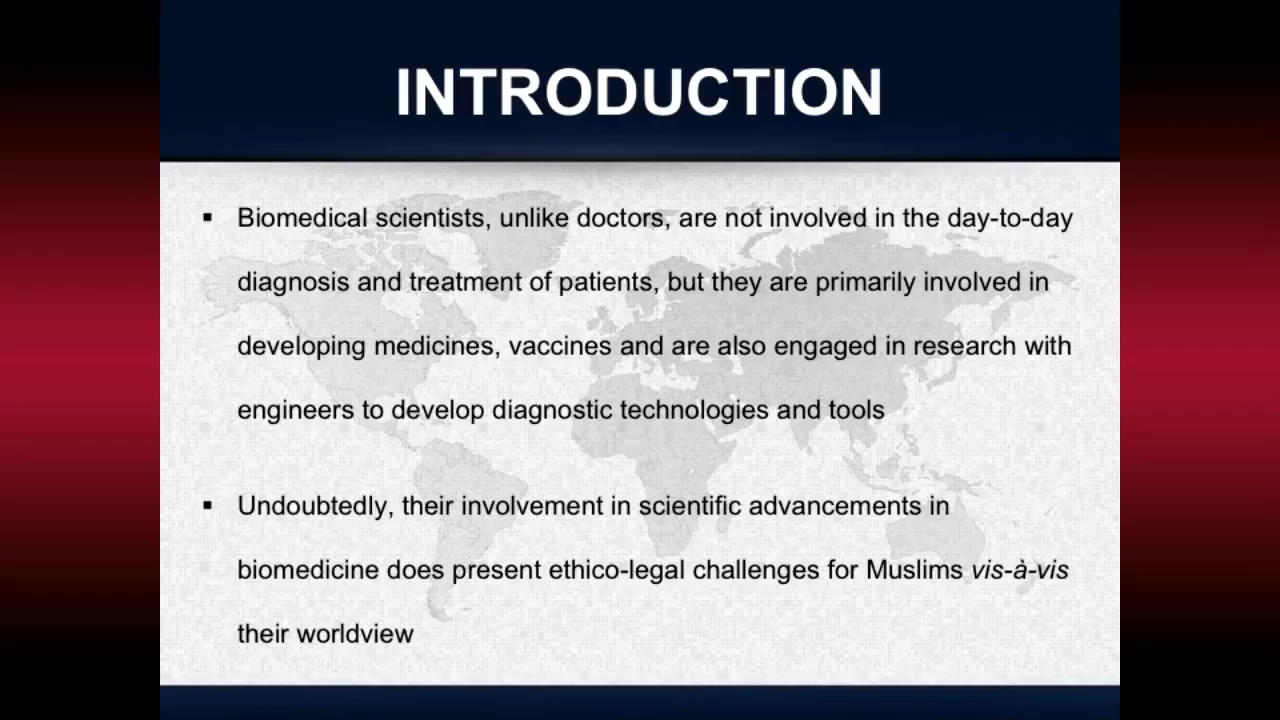 INTRODUCTION
▪ Biomedical scientists, unlike doctors, are not involved in the day-to-day
diagnosis and treatment of patients, but they are primarily involved in
developing medicines, vaccines and are also engaged in research with
engineers to develop diagnostic technologies and tools
▪ Undoubtedly, their involvement in scientific advancements in
biomedicine does present ethico-legal challenges for Muslims vis-à-vis
their worldview